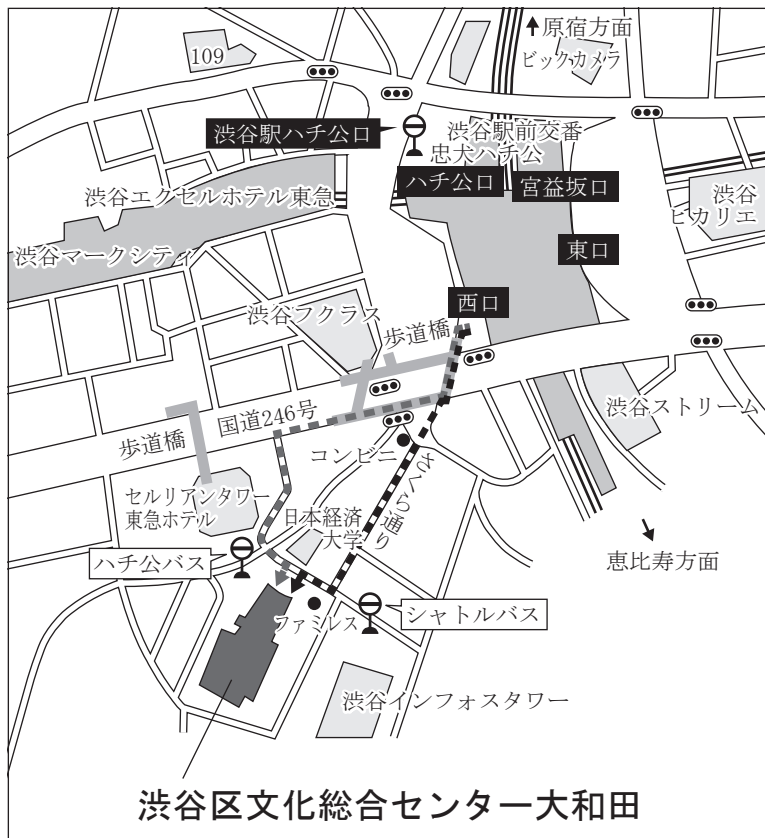 原宿方面
ビックカメラ
109
渋谷駅ハチ公口
渋谷駅前交番
忠犬ハチ公
ハチ公口
宮益坂口
渋谷エクセルホテル東急
渋谷
ヒカリエ
渋谷マークシティ
東口
西口
渋谷フクラス
歩道橋
国道246号
渋谷ストリーム
歩道橋
コンビニ
さくら通り
セルリアンタワー
東急ホテル
日本経済
大学
ハチ公バス
恵比寿方面
シャトルバス
ファミレス
渋谷インフォスタワー
渋谷区文化総合センター大和田